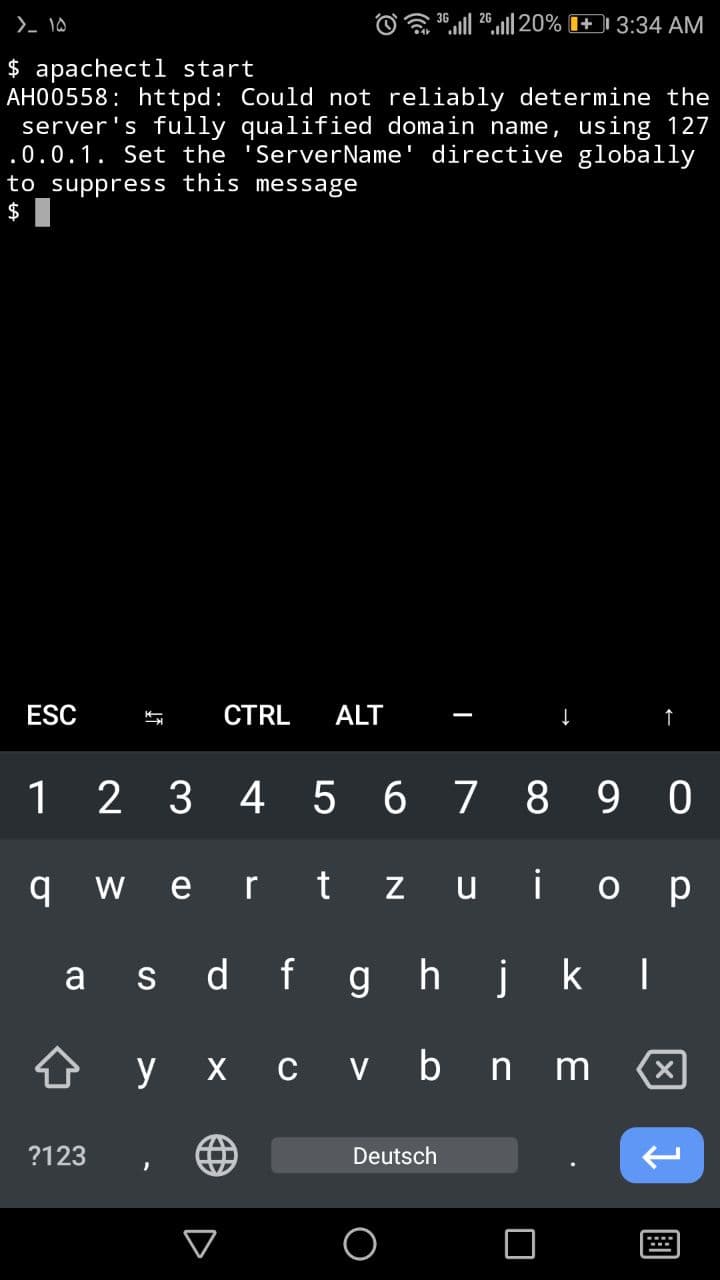 ۱۵ 3G 2G 20% 3:34 AM
$ apachectl start
AH00558: httpd: Could not reliably determine the
server's fully qualified domain name, using 127
.0.0.1. Set the 'ServerName' directive globally
to suppress this message
$
ESC ↹ CTRL ALT — ↓ ↑
1 2 3 4 5 6 7 8 9 0
q w e r t z u i o p
a s d f g h j k l
y x c v b n m
?123 , Deutsch .